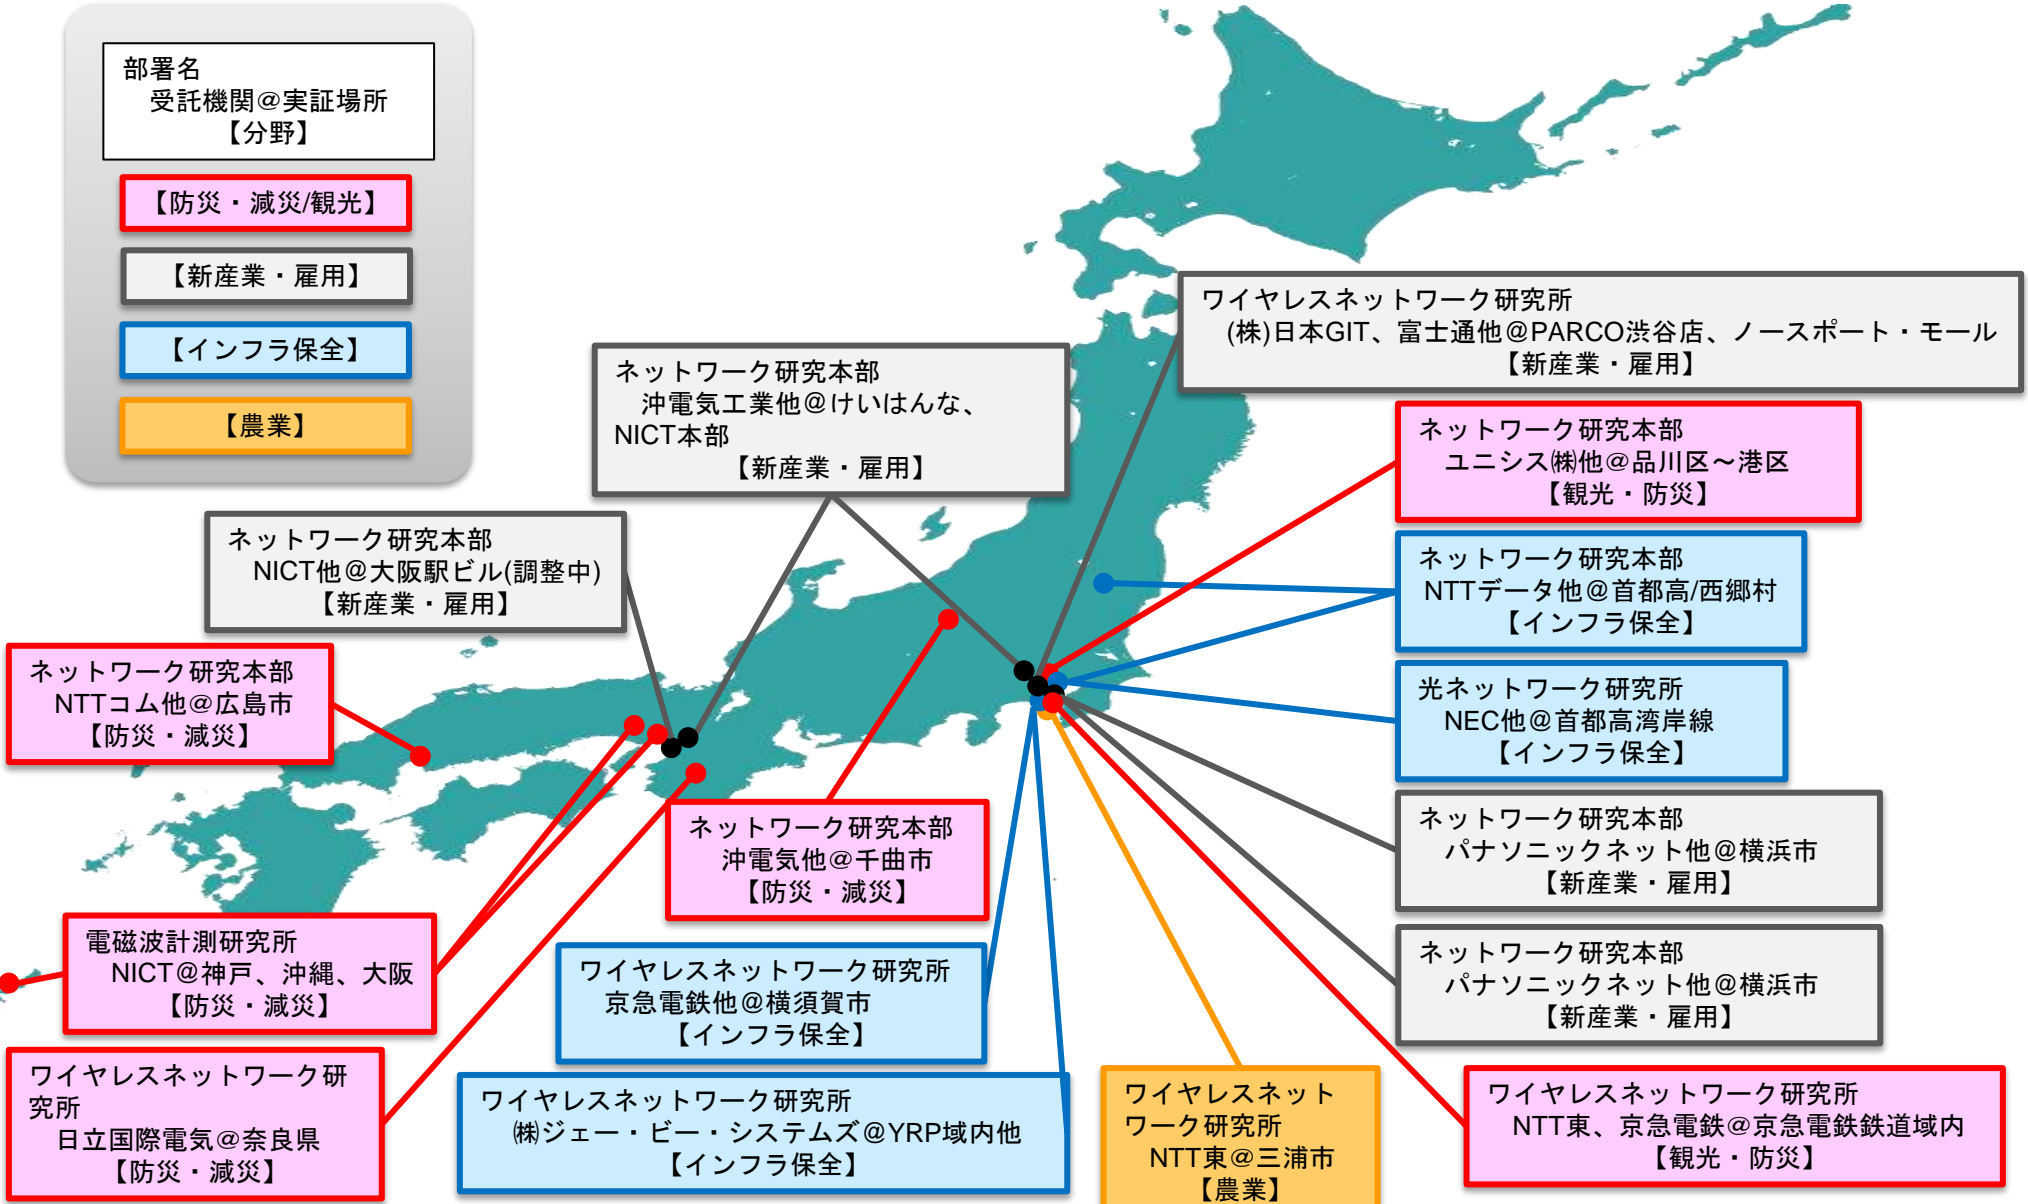 部署名
受託機関＠実証場所
【分野】
【防災・減災/観光】
【新産業・雇用】
【インフラ保全】
【農業】
ワイヤレスネットワーク研究所
(株)日本GIT、富士通他＠PARCO渋谷店、ノースポート・モール
【新産業・雇用】
ネットワーク研究本部
沖電気工業他＠けいはんな、
NICT本部
【新産業・雇用】
ネットワーク研究本部
ユニシス㈱他＠品川区～港区
【観光・防災】
ネットワーク研究本部
NICT他＠大阪駅ビル(調整中)
【新産業・雇用】
ネットワーク研究本部
NTTデータ他＠首都高/西郷村
【インフラ保全】
ネットワーク研究本部
NTTコム他＠広島市
【防災・減災】
光ネットワーク研究所
NEC他＠首都高湾岸線
【インフラ保全】
ネットワーク研究本部
沖電気他＠千曲市
【防災・減災】
ネットワーク研究本部
パナソニックネット他＠横浜市
【新産業・雇用】
電磁波計測研究所
NICT＠神戸、沖縄、大阪
【防災・減災】
ワイヤレスネットワーク研究所
京急電鉄他＠横須賀市
【インフラ保全】
ネットワーク研究本部
パナソニックネット他＠横浜市
【新産業・雇用】
ワイヤレスネットワーク研
究所
日立国際電気＠奈良県
【防災・減災】
ワイヤレスネットワーク研究所
㈱ジェー・ビー・システムズ＠YRP域内他
【インフラ保全】
ワイヤレスネット
ワーク研究所
NTT東＠三浦市
【農業】
ワイヤレスネットワーク研究所
NTT東、京急電鉄＠京急電鉄鉄道域内
【観光・防災】